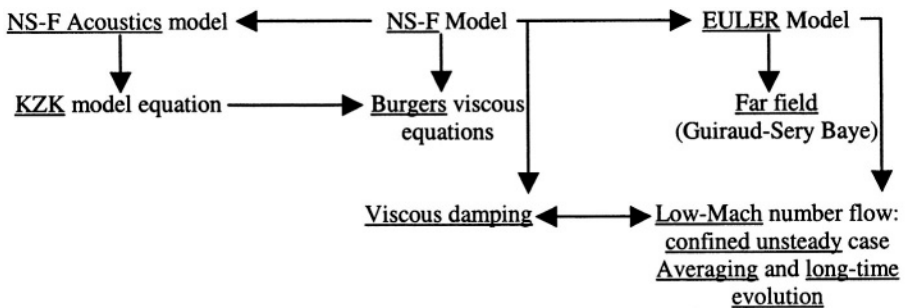 NS-F Acoustics model
NS-F Model
EULER Model
KZK model equation
Burgers viscous
equations
Far field
(Guiraud-Sery Baye)
Viscous damping
Low-Mach number flow:
confined unsteady case
Averaging and long-time
evolution